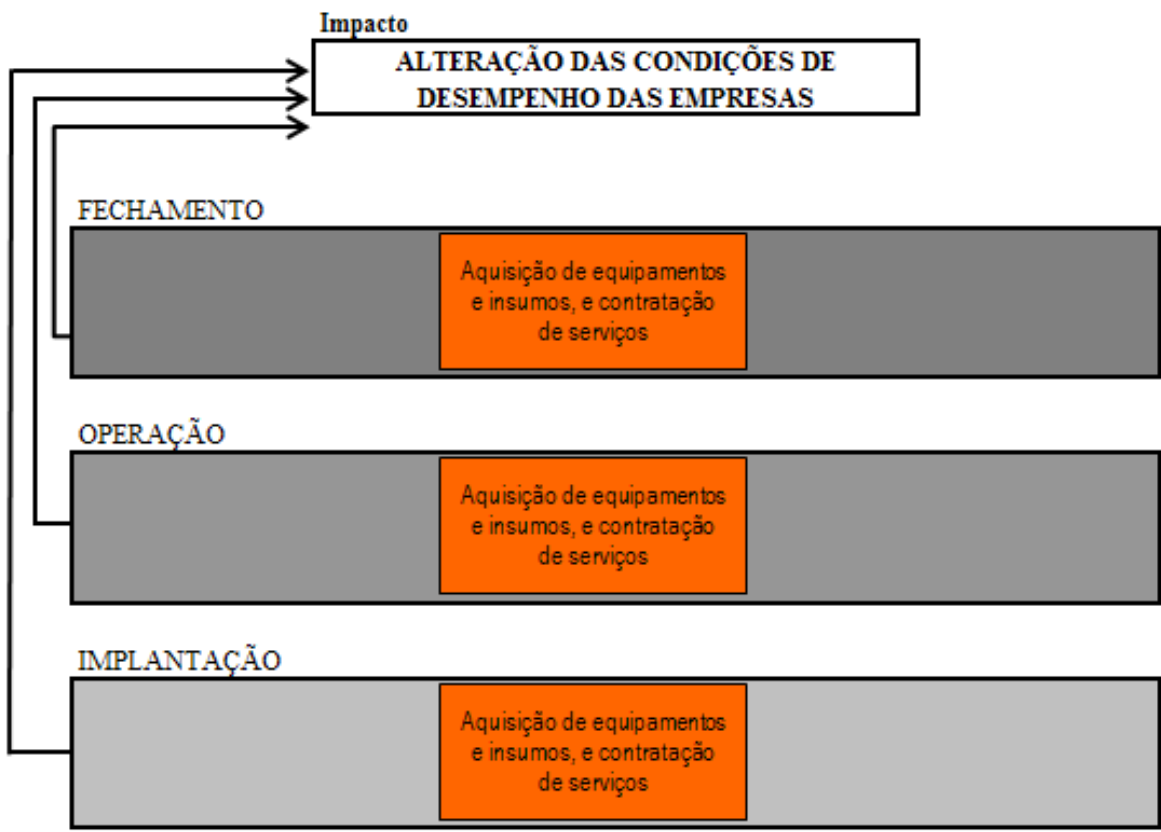 Impacto
ALTERAÇÃO DAS CONDIÇÕES DE
DESEMPENHO DAS EMPRESAS
FECHAMENTO
Aquisição de equipamentos
e insumos, e contratação
de serviços
OPERAÇÃO
Aquisição de equipamentos
e insumos, e contratação
de serviços
IMPLANTAÇÃO
Aquisição de equipamentos
e insumos, e contratação
de serviços